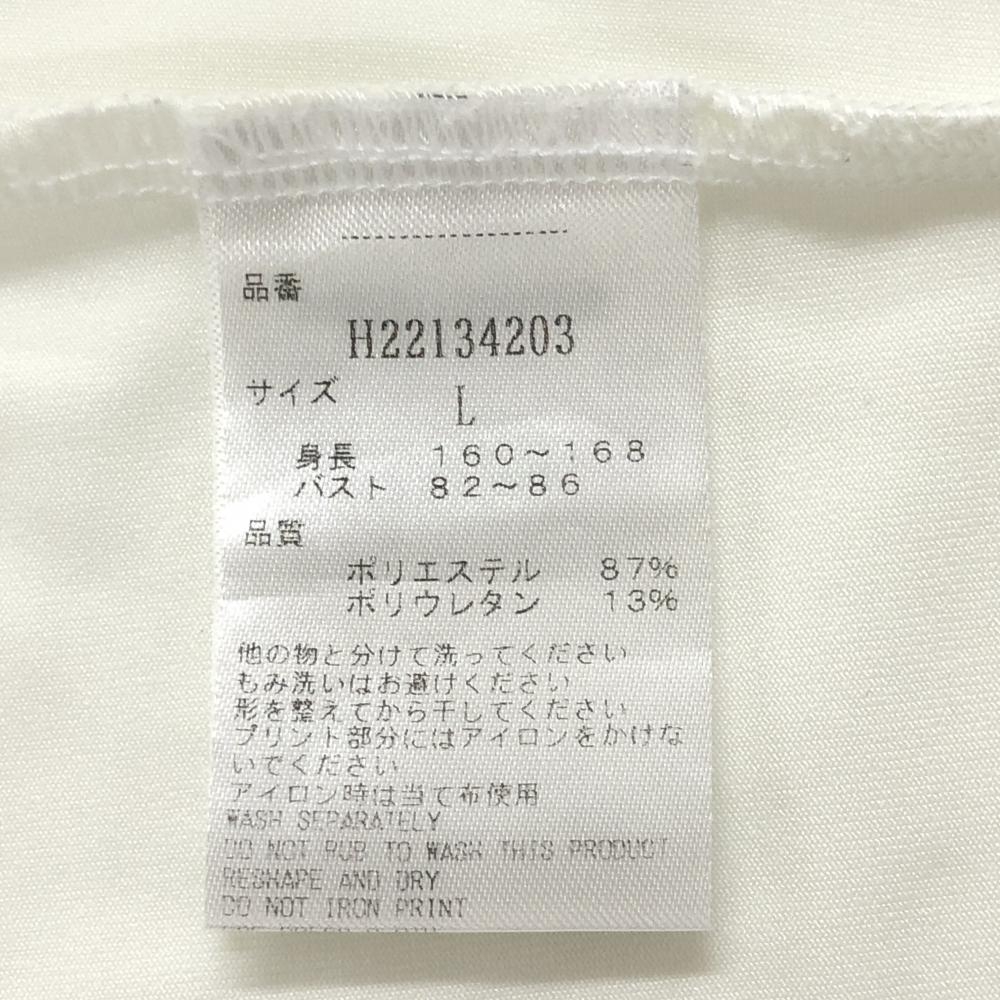 品番
H22134203
サイズ L
身長 160～168
バスト 82～86
品質
ポリエステル 87%
ポリウレタン 13%
他の物と分けて洗ってください
もみ洗いはお避けください
形を整えてから干してください
プリント部分にはアイロンをかけな
いでください
アイロン時は当て布使用
WASH SEPARATELY
DO NOT RUB TO WASH THIS PRODUCT
RESHAPE AND DRY
DO NOT IRON PRINT